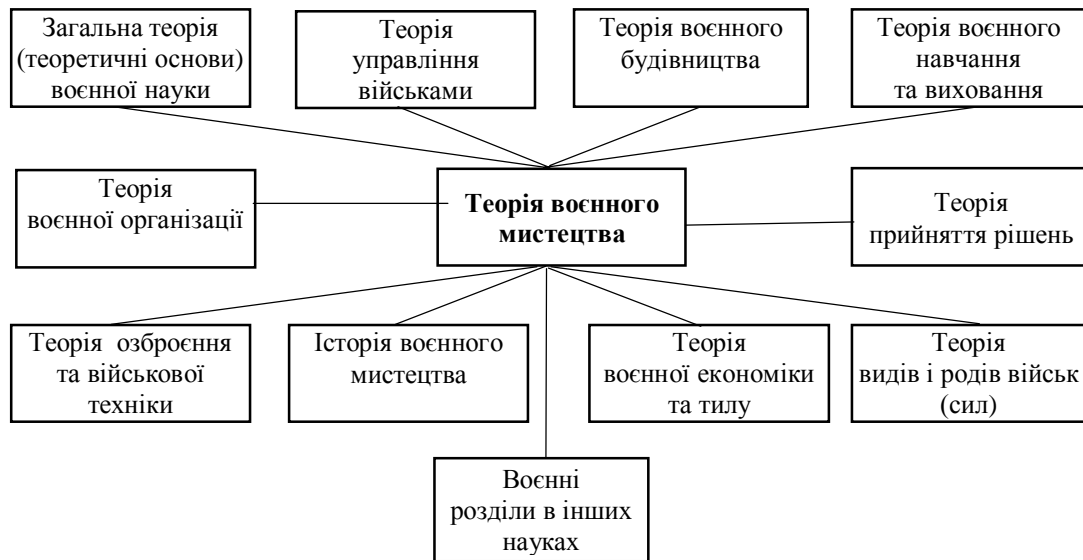 Загальна теорія
(теоретичні основи)
воєнної науки
Теорія
управління
військами
Теорія воєнного
будівництва
Теорія воєнного
навчання
та виховання
Теорія
воєнної організації
Теорія воєнного
мистецтва
Теорія
прийняття рішень
Теорія озброєння
та військової
техніки
Історія воєнного
мистецтва
Теорія
воєнної економіки
та тилу
Теорія
видів і родів військ
(сил)
Воєнні
розділи в інших
науках